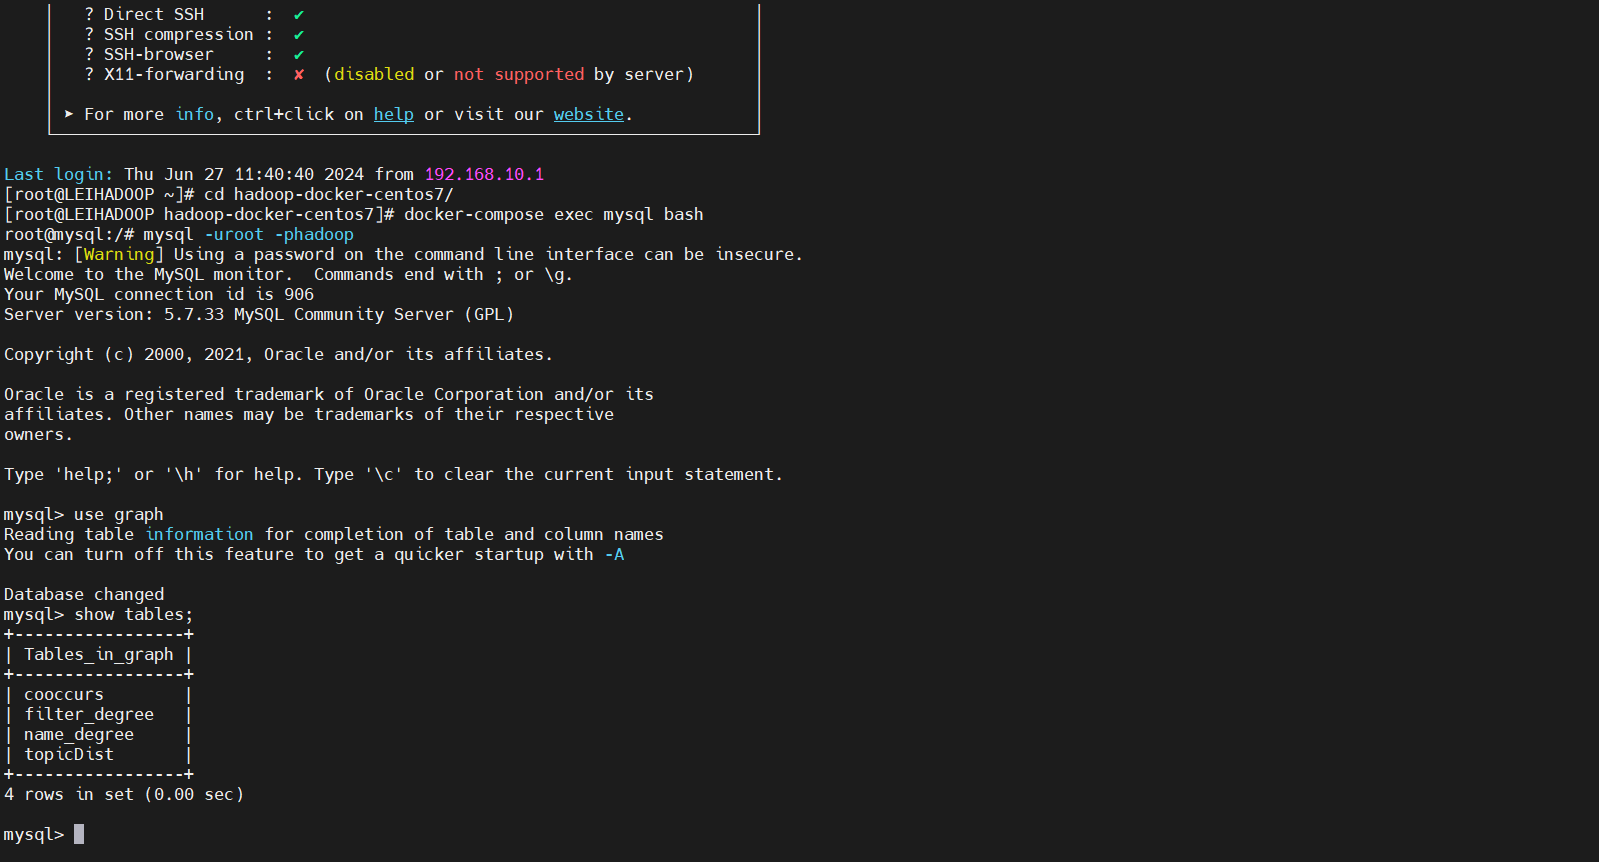 ? Direct SSH      :  ✔
? SSH compression :  ✔
? SSH-browser     :  ✔
? X11-forwarding  :  ✘  (disabled or not supported by server)
➤ For more info, ctrl+click on help or visit our website.
Last login: Thu Jun 27 11:40:40 2024 from 192.168.10.1
[root@LEIHADOOP ~]# cd hadoop-docker-centos7/
[root@LEIHADOOP hadoop-docker-centos7]# docker-compose exec mysql bash
root@mysql:/# mysql -uroot -phadoop
mysql: [Warning] Using a password on the command line interface can be insecure.
Welcome to the MySQL monitor.  Commands end with ; or \g.
Your MySQL connection id is 906
Server version: 5.7.33 MySQL Community Server (GPL)
Copyright (c) 2000, 2021, Oracle and/or its affiliates.
Oracle is a registered trademark of Oracle Corporation and/or its
affiliates. Other names may be trademarks of their respective
owners.
Type 'help;' or '\h' for help. Type '\c' to clear the current input statement.
mysql> use graph
Reading table information for completion of table and column names
You can turn off this feature to get a quicker startup with -A
Database changed
mysql> show tables;
+-----------------+
| Tables_in_graph |
+-----------------+
| cooccurs        |
| filter_degree   |
| name_degree     |
| topicDist       |
+-----------------+
4 rows in set (0.00 sec)
mysql>